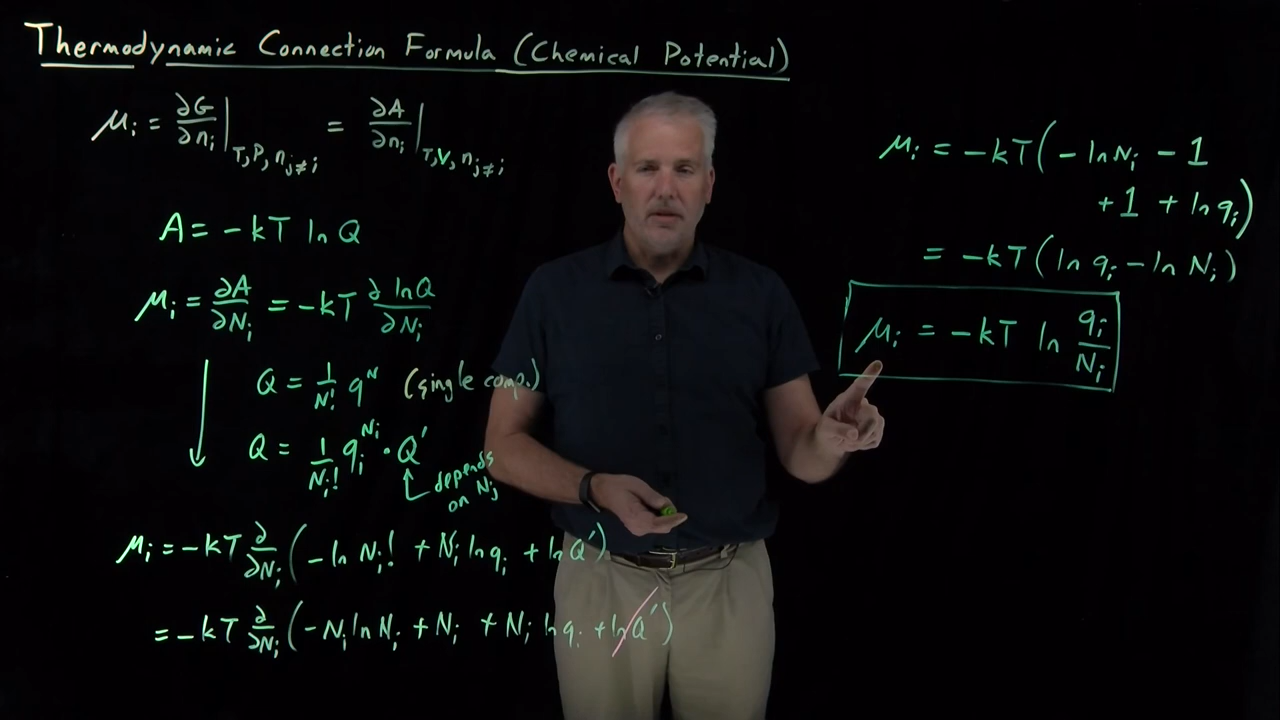 Thermodynamic Connection Formula (Chemical Potential)
μᵢ = ∂G/∂nᵢ |T,P,nⱼ≠ᵢ = ∂A/∂nᵢ |T,V,nⱼ≠ᵢ
A = -kT ln Q
μᵢ = ∂A/∂Nᵢ = -kT ∂ lnQ/∂Nᵢ
Q = 1/N! q^N (single comp.)
Q = 1/Nᵢ! qᵢ^Nᵢ · Q'
depends
on Nⱼ
μᵢ = -kT ∂/∂Nᵢ (-ln Nᵢ! + Nᵢ ln qᵢ + ln Q')
= -kT ∂/∂Nᵢ (-Nᵢ ln Nᵢ + Nᵢ + Nᵢ ln qᵢ + ln Q')
μᵢ = -kT(-lnNᵢ - 1
+1 + ln qᵢ)
= -kT(ln qᵢ - ln Nᵢ)
μᵢ = -kT ln qᵢ/Nᵢ